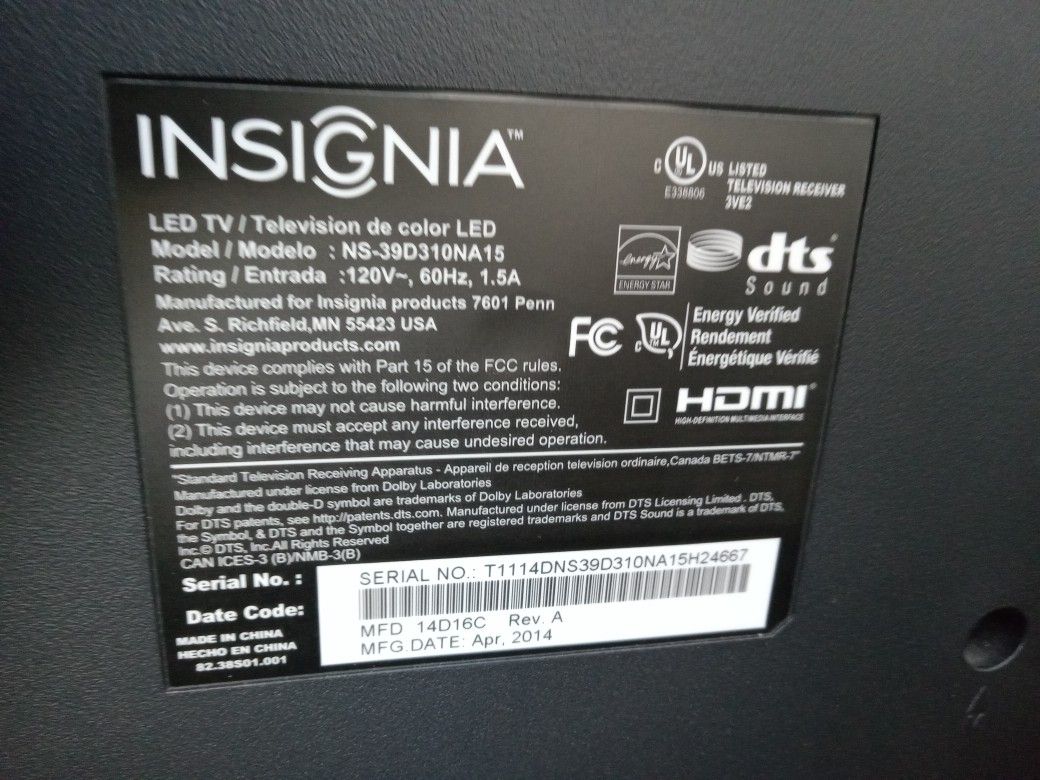 INSIGNIA™
LED TV / Television de color LED
Model / Modelo : NS-39D310NA15
Rating / Entrada :120V~, 60Hz, 1.5A
Manufactured for Insignia products 7601 Penn
Ave. S. Richfield,MN 55423 USA
www.insigniaproducts.com
This device complies with Part 15 of the FCC rules.
Operation is subject to the following two conditions:
(1) This device may not cause harmful interference.
(2) This device must accept any interference received,
including interference that may cause undesired operation.
C UL US LISTED
E336806
TELEVISION RECEIVER
3VE2
energy
ENERGY STAR
dts
Sound
FC
C UL
Energy Verified
Rendement
Énergétique Vérifié
HDMI®
HIGH-DEFINITION MULTIMEDIA INTERFACE
"Standard Television Receiving Apparatus - Appareil de reception television ordinaire,Canada BETS-7/NTMR-7"
Manufactured under license from Dolby Laboratories
Dolby and the double-D symbol are trademarks of Dolby Laboratories
For DTS patents, see http://patents.dts.com. Manufactured under license from DTS Licensing Limited . DTS,
the Symbol, & DTS and the Symbol together are registered trademarks and DTS Sound is a trademark of DTS,
Inc.© DTS, Inc.All Rights Reserved
CAN ICES-3 (B)/NMB-3(B)
Serial No. :
SERIAL NO.: T1114DNS39D310NA15H24667
Date Code:
MFD 14D16C Rev. A
MFG.DATE: Apr, 2014
MADE IN CHINA
HECHO EN CHINA
82.38S01.001